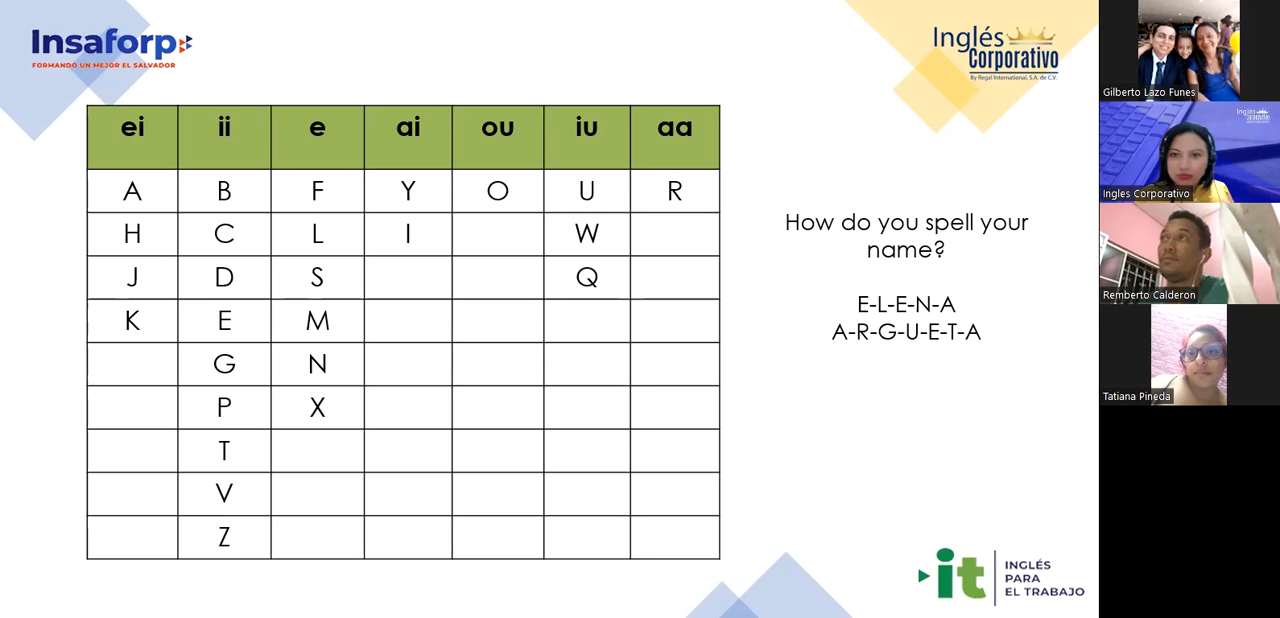 Insaforp
FORMANDO UN MEJOR EL SALVADOR
Inglés
Corporativo
By Regal International, S.A. de C.V.
ei ii e ai ou iu aa
A B F Y O U R
H C L I W
J D S Q
K E M
G N
P X
T
V
Z
How do you spell your
name?
E-L-E-N-A
A-R-G-U-E-T-A
it
INGLÉS
PARA
EL TRABAJO
Gilberto Lazo Funes
Inglés
Corporativo
Ingles Corporativo
Remberto Calderon
Tatiana Pineda